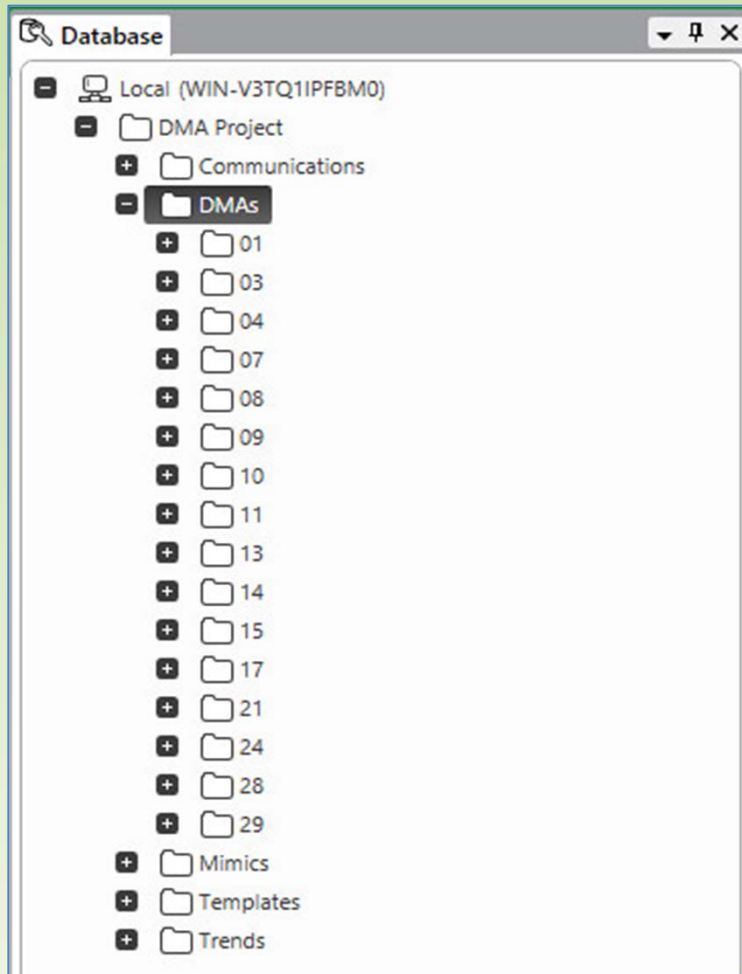 Database
Local (WIN-V3TQ1IPFBM0)
DMA Project
Communications
DMAs
01
03
04
07
08
09
10
11
13
14
15
17
21
24
28
29
Mimics
Templates
Trends